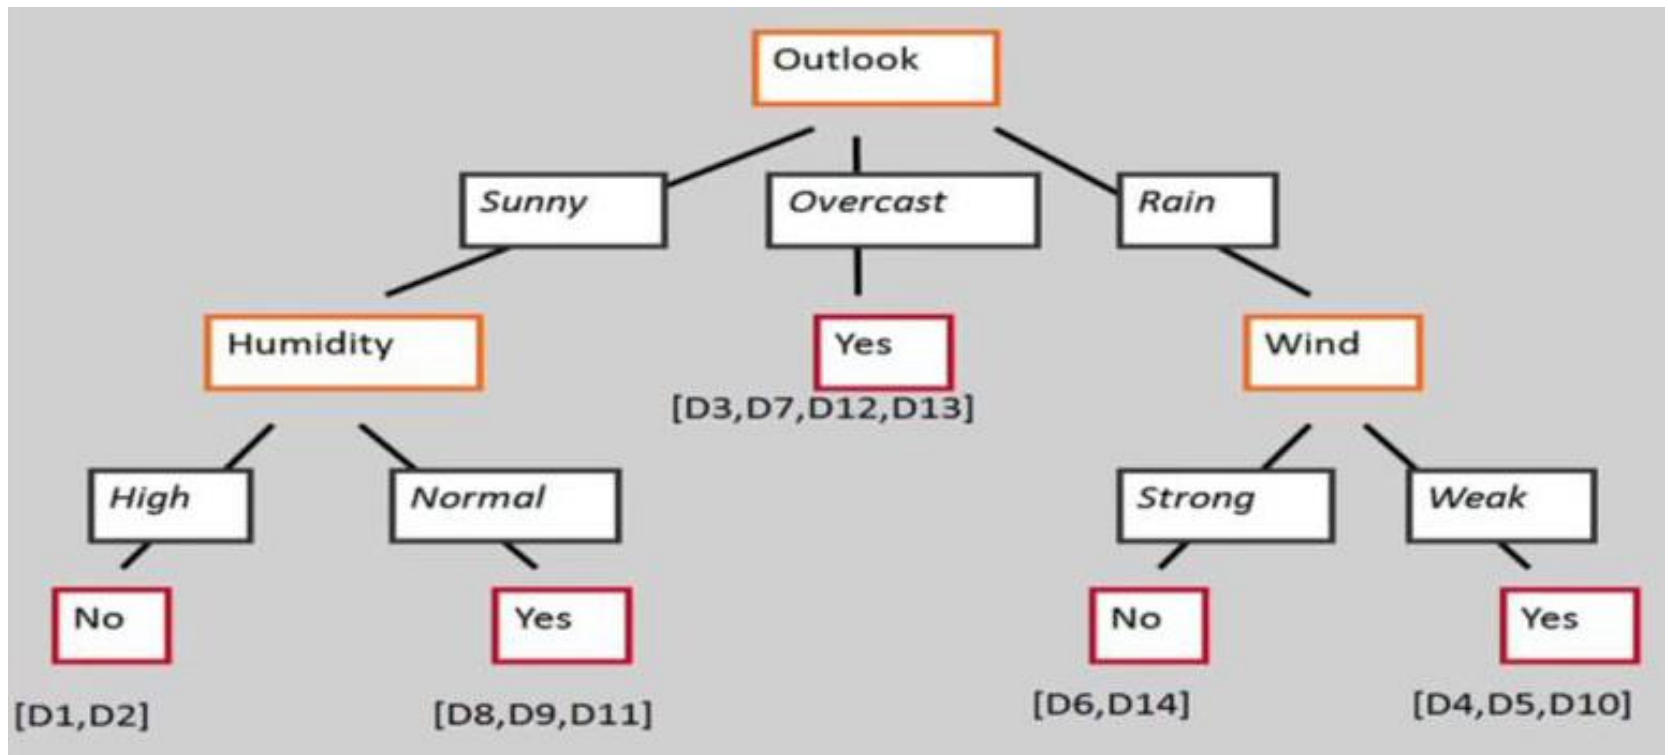 Outlook
Sunny
Overcast
Rain
Humidity
Yes
Wind
[D3,D7,D12,D13]
High
Normal
Strong
Weak
No
Yes
No
Yes
[D1,D2]
[D8,D9,D11]
[D6,D14]
[D4,D5,D10]